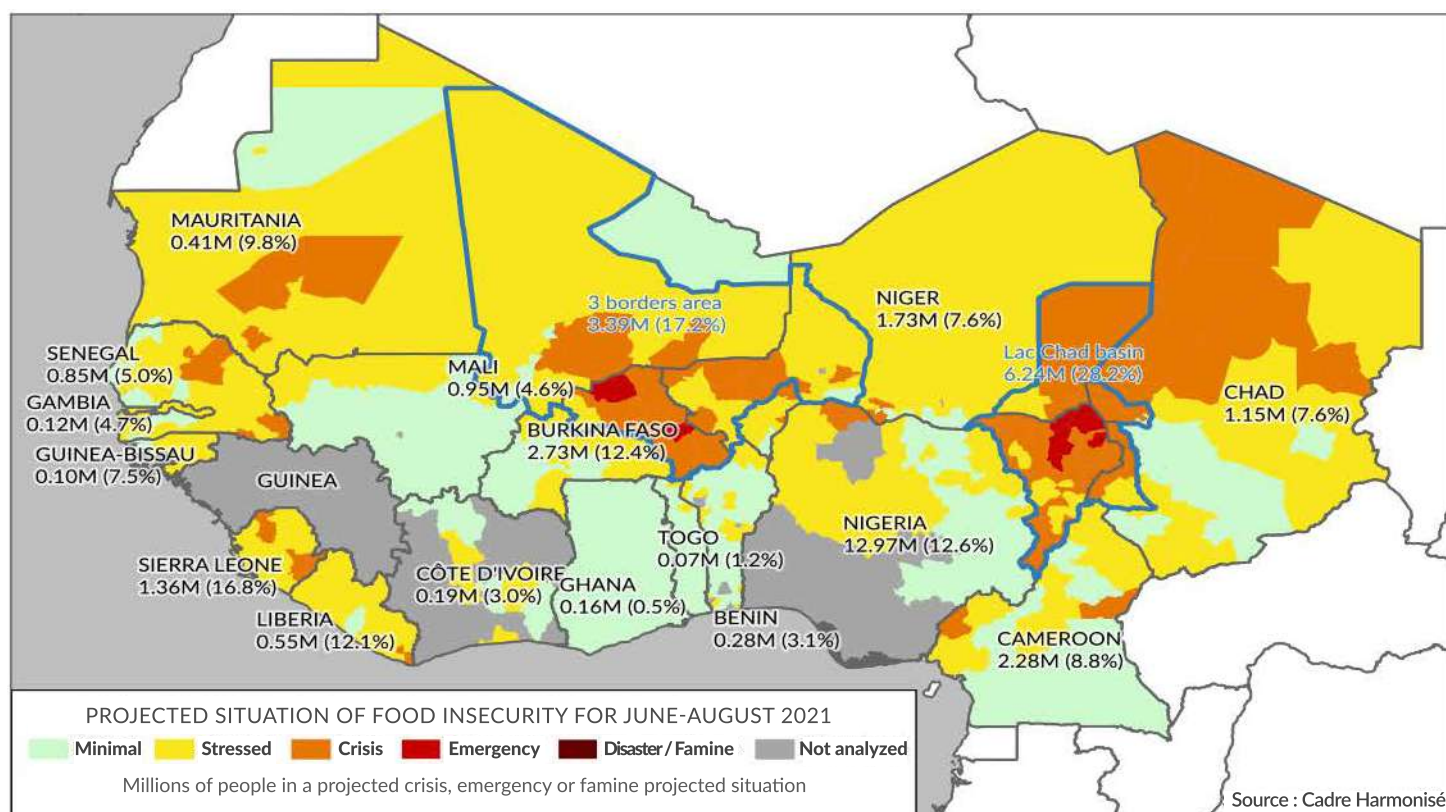 MAURITANIA
0.41M (9.8%)
3 borders area
3.39M (17.2%)
NIGER
1.73M (7.6%)
Lac Chad basin
6.24M (28.2%)
SENEGAL
0.85M (5.0%)
MALI
0.95M (4.6%)
CHAD
1.15M (7.6%)
GAMBIA
0.12M (4.7%)
BURKINA FASO
2.73M (12.4%)
GUINEA-BISSAU
0.10M (7.5%)
GUINEA
NIGERIA
12.97M (12.6%)
TOGO
0.07M (1.2%)
SIERRA LEONE
1.36M (16.8%)
CÔTE D'IVOIRE
0.19M (3.0%)
GHANA
0.16M (0.5%)
LIBERIA
0.55M (12.1%)
BENIN
0.28M (3.1%)
CAMEROON
2.28M (8.8%)
PROJECTED SITUATION OF FOOD INSECURITY FOR JUNE-AUGUST 2021
Minimal Stressed Crisis Emergency Disaster / Famine Not analyzed
Millions of people in a projected crisis, emergency or famine projected situation
Source : Cadre Harmonisé